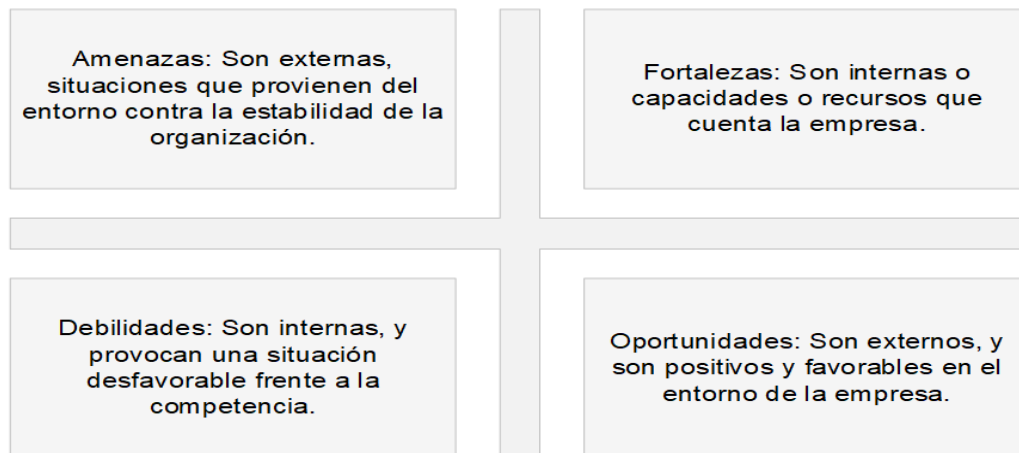 Amenazas: Son externas,
situaciones que provienen del
entorno contra la estabilidad de la
organización.
Fortalezas: Son internas o
capacidades o recursos que
cuenta la empresa.
Debilidades: Son internas, y
provocan una situación
desfavorable frente a la
competencia.
Oportunidades: Son externos, y
son positivos y favorables en el
entorno de la empresa.